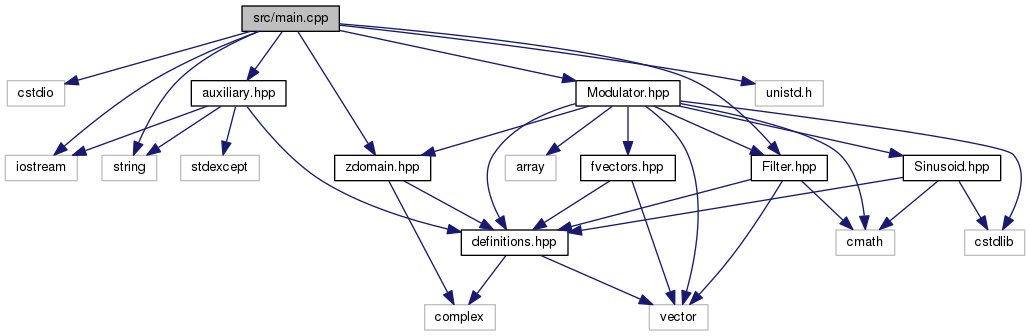 src/main.cpp
cstdio
auxiliary.hpp
Modulator.hpp
unistd.h
iostream
string
stdexcept
zdomain.hpp
array
fvectors.hpp
Filter.hpp
Sinusoid.hpp
definitions.hpp
cmath
cstdlib
complex
vector